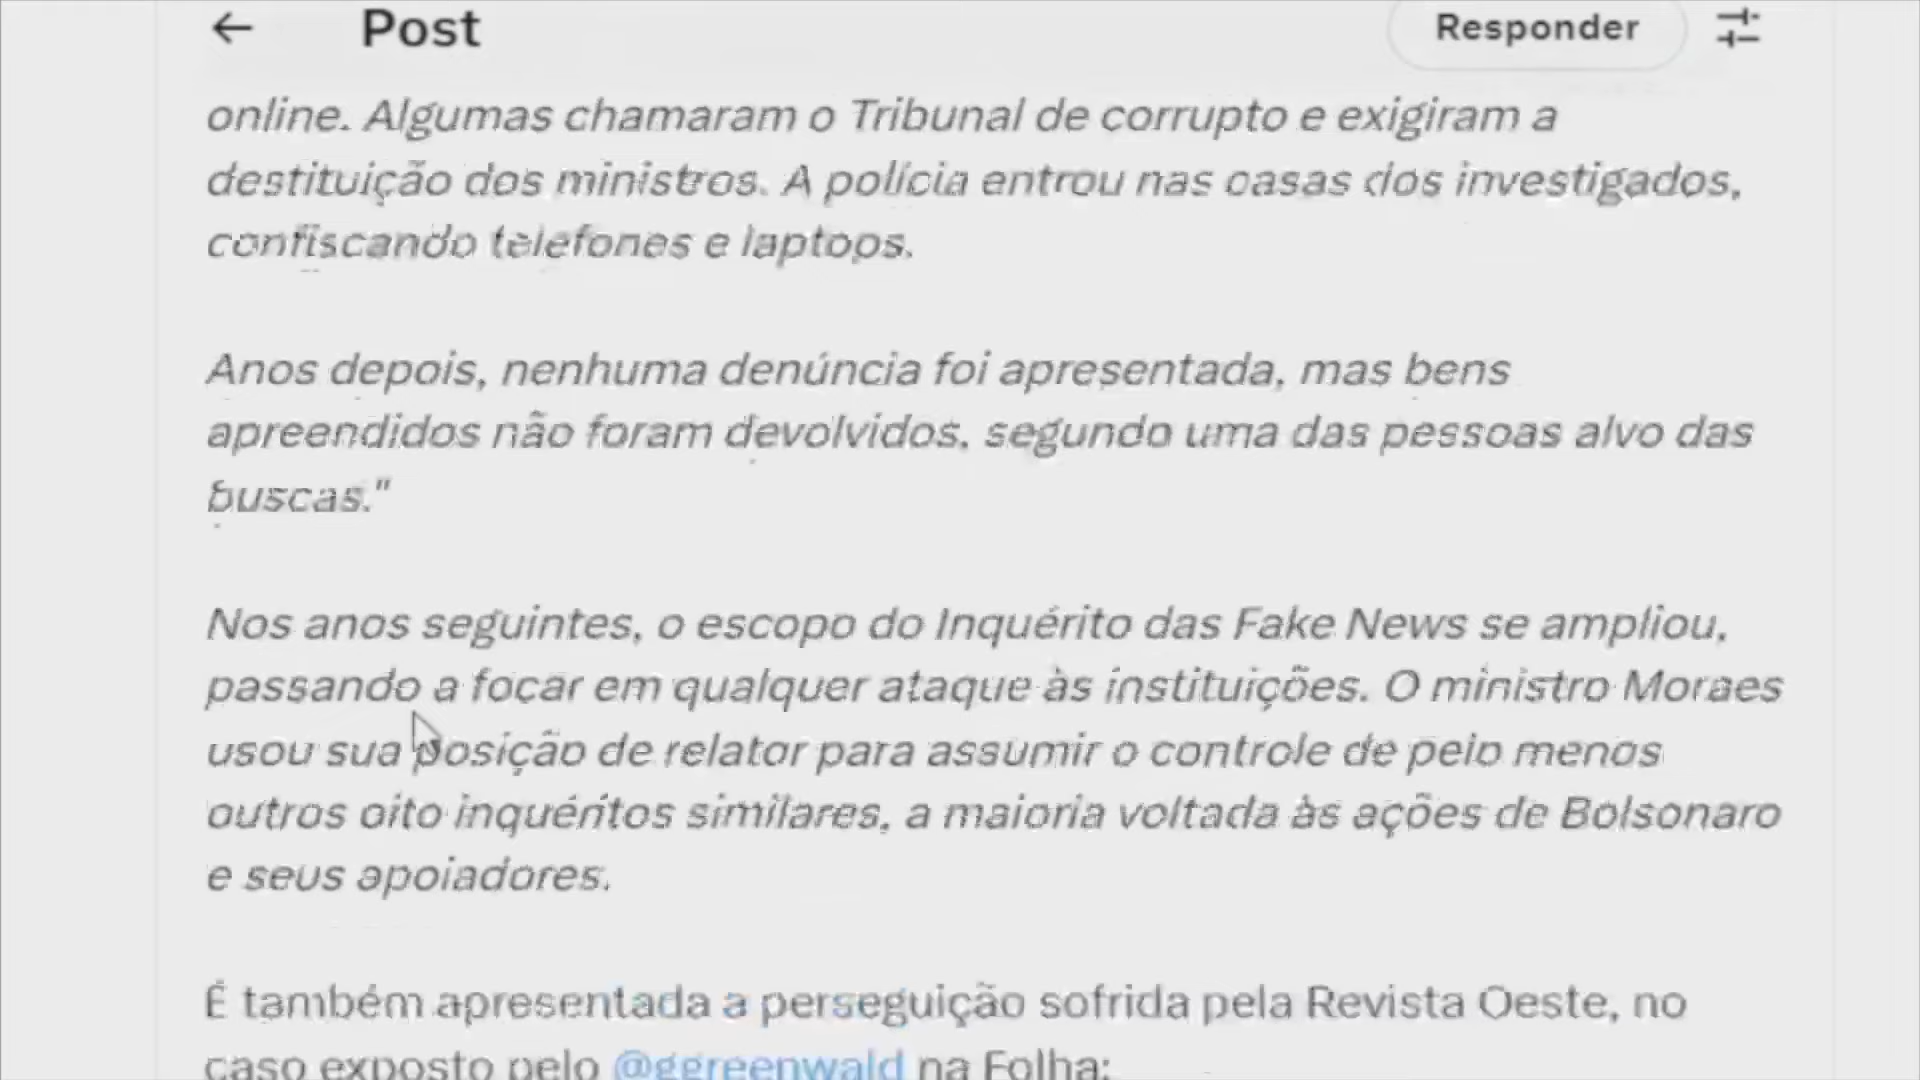 Post
Responder
online. Algumas chamaram o Tribunal de corrupto e exigiram a
destituição dos ministros. A polícia entrou nas casas dos investigados,
confiscando telefones e laptops.
Anos depois, nenhuma denúncia foi apresentada, mas bens
apreendidos não foram devolvidos, segundo uma das pessoas alvo das
buscas."
Nos anos seguintes, o escopo do Inquérito das Fake News se ampliou,
passando a focar em qualquer ataque às instituições. O ministro Moraes
usou sua posição de relator para assumir o controle de pelo menos
outros oito inquéritos similares, a maioria voltada às ações de Bolsonaro
e seus apoiadores.
É também apresentada a perseguição sofrida pela Revista Oeste, no
caso exposto pelo @ggreenwald na Folha: